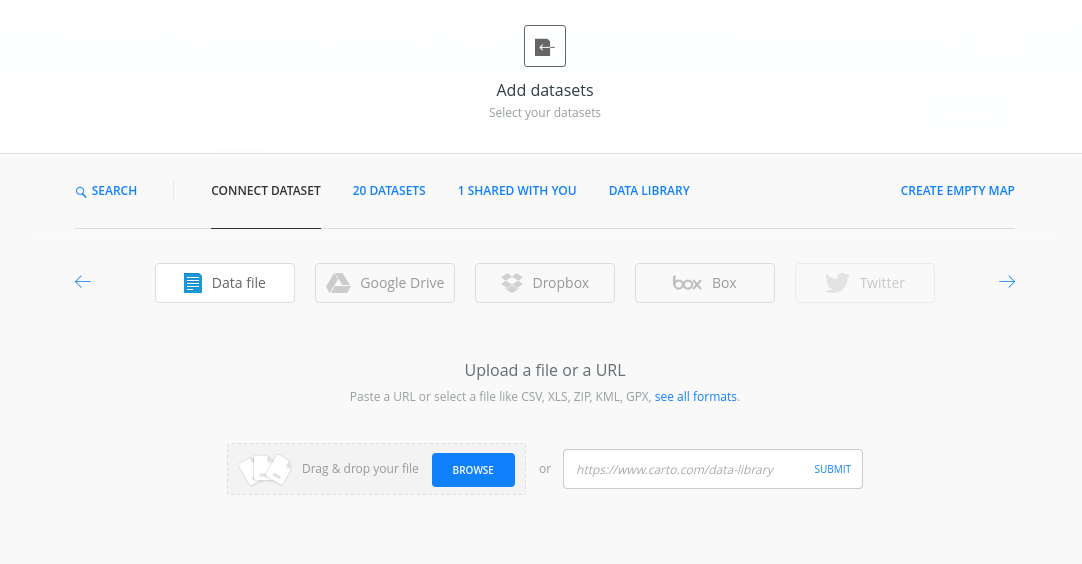 Add datasets
Select your datasets
SEARCH
CONNECT DATASET
20 DATASETS
1 SHARED WITH YOU
DATA LIBRARY
CREATE EMPTY MAP
Data file
Google Drive
Dropbox
box Box
Twitter
Upload a file or a URL
Paste a URL or select a file like CSV, XLS, ZIP, KML, GPX, see all formats.
Drag & drop your file
BROWSE
or
https://www.carto.com/data-library
SUBMIT